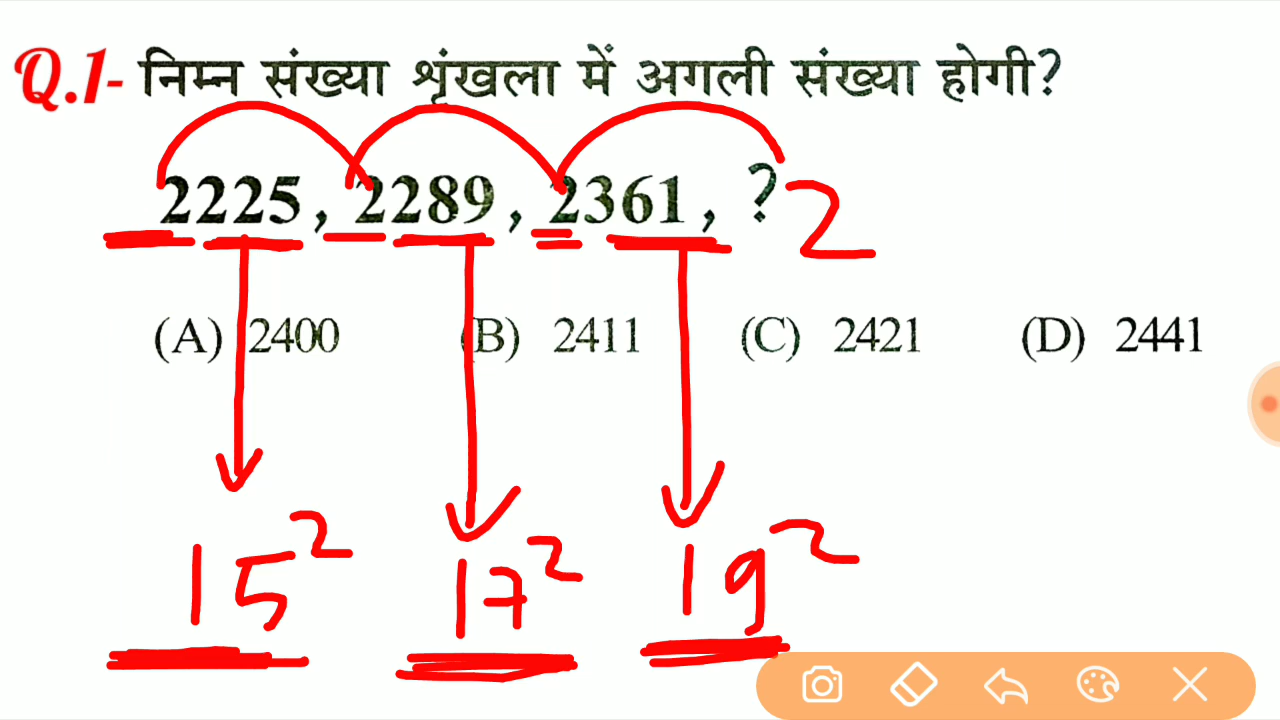 Q.1- निम्न संख्या शृंखला में अगली संख्या होगी?
2225, 2289, 2361, ? 2
(A) 2400 (B) 2411 (C) 2421 (D) 2441
15² 17² 19²